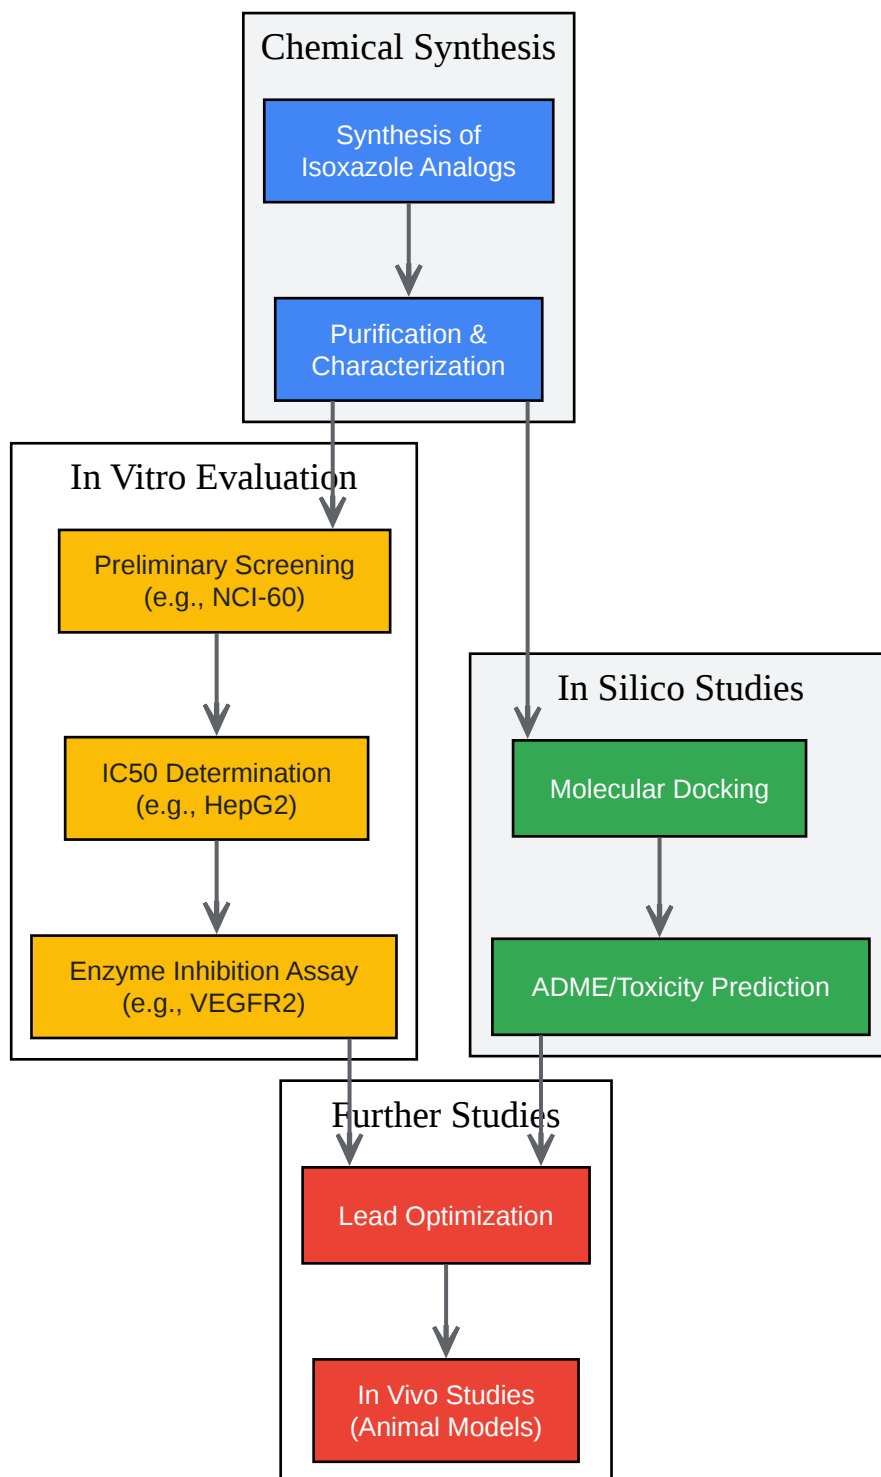 Chemical Synthesis
Synthesis of
Isoxazole Analogs
Purification &
Characterization
In Vitro Evaluation
Preliminary Screening
(e.g., NCI-60)
IC50 Determination
(e.g., HepG2)
Enzyme Inhibition Assay
(e.g., VEGFR2)
In Silico Studies
Molecular Docking
ADME/Toxicity Prediction
Further Studies
Lead Optimization
In Vivo Studies
(Animal Models)